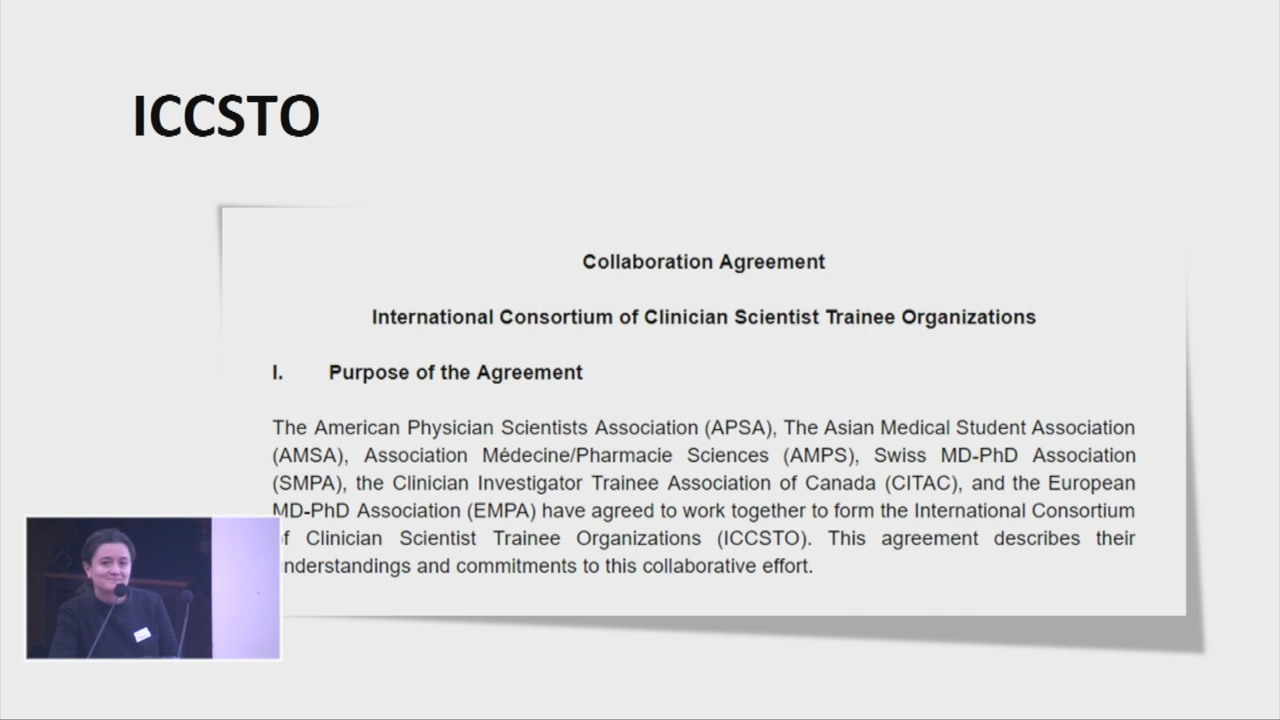 ICCSTO
Collaboration Agreement
International Consortium of Clinician Scientist Trainee Organizations
I. Purpose of the Agreement
The American Physician Scientists Association (APSA), The Asian Medical Student Association
(AMSA), Association Médecine/Pharmacie Sciences (AMPS), Swiss MD-PhD Association
(SMPA), the Clinician Investigator Trainee Association of Canada (CITAC), and the European
MD-PhD Association (EMPA) have agreed to work together to form the International Consortium
of Clinician Scientist Trainee Organizations (ICCSTO). This agreement describes their
understandings and commitments to this collaborative effort.